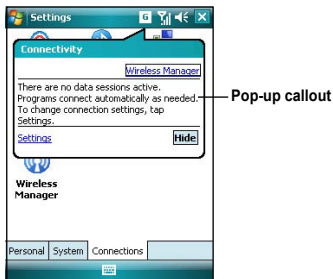 Settings
G
Connectivity
Wireless Manager
There are no data sessions active.
Programs connect automatically as needed.
To change connection settings, tap
Settings.
Settings
Hide
Pop-up callout
Wireless
Manager
Personal System Connections